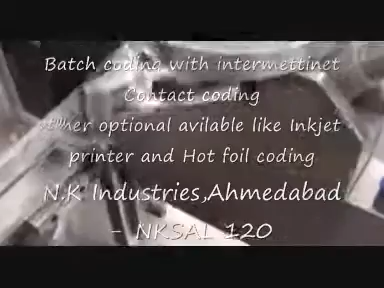 Batch coding with intermettinet
Contact coding
other optional avilable like Inkjet
printer and Hot foil coding
N.K Industries,Ahmedabad
- NKSAL 120